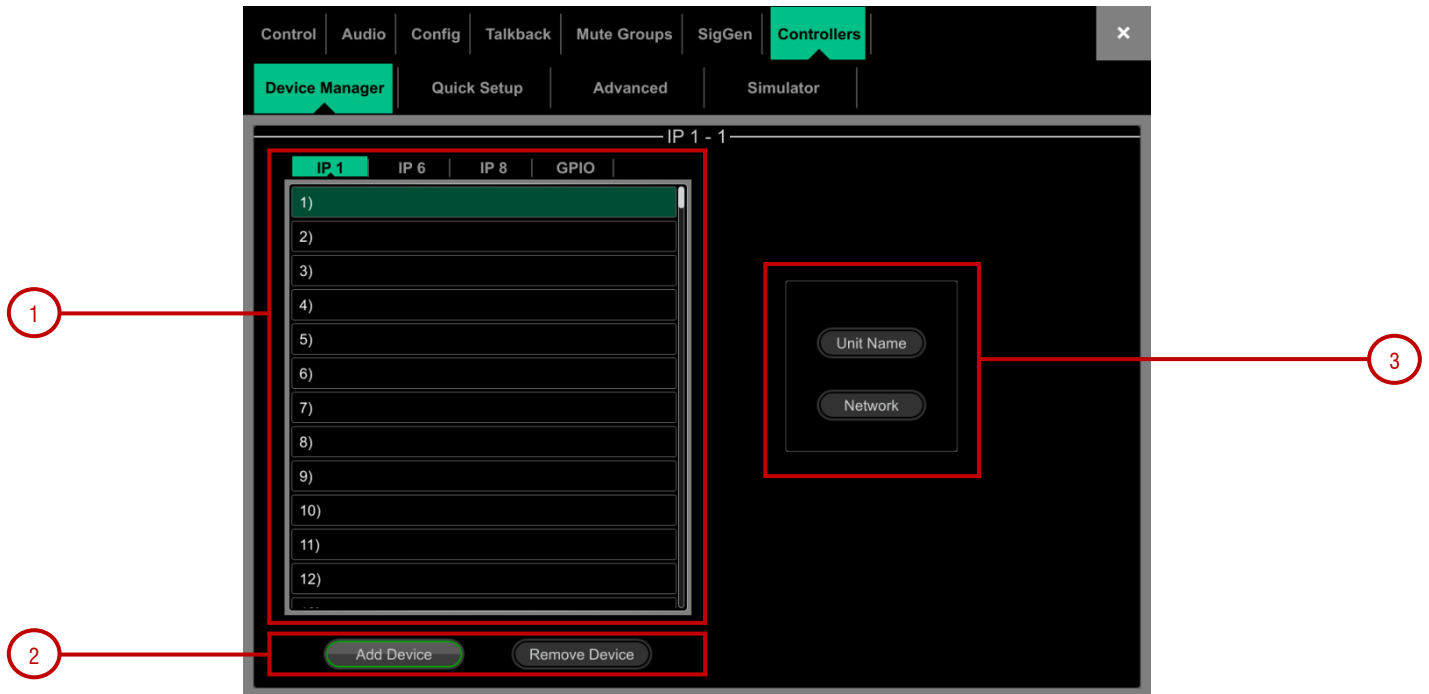 Control Audio Config Talkback Mute Groups SigGen Controllers ×
Device Manager Quick Setup Advanced Simulator
IP 1 - 1
IP 1 IP 6 IP 8 GPIO
1)
2)
3)
4)
5)
6)
7)
8)
9)
10)
11)
12)
Unit Name
Network
Add Device Remove Device
1
2
3